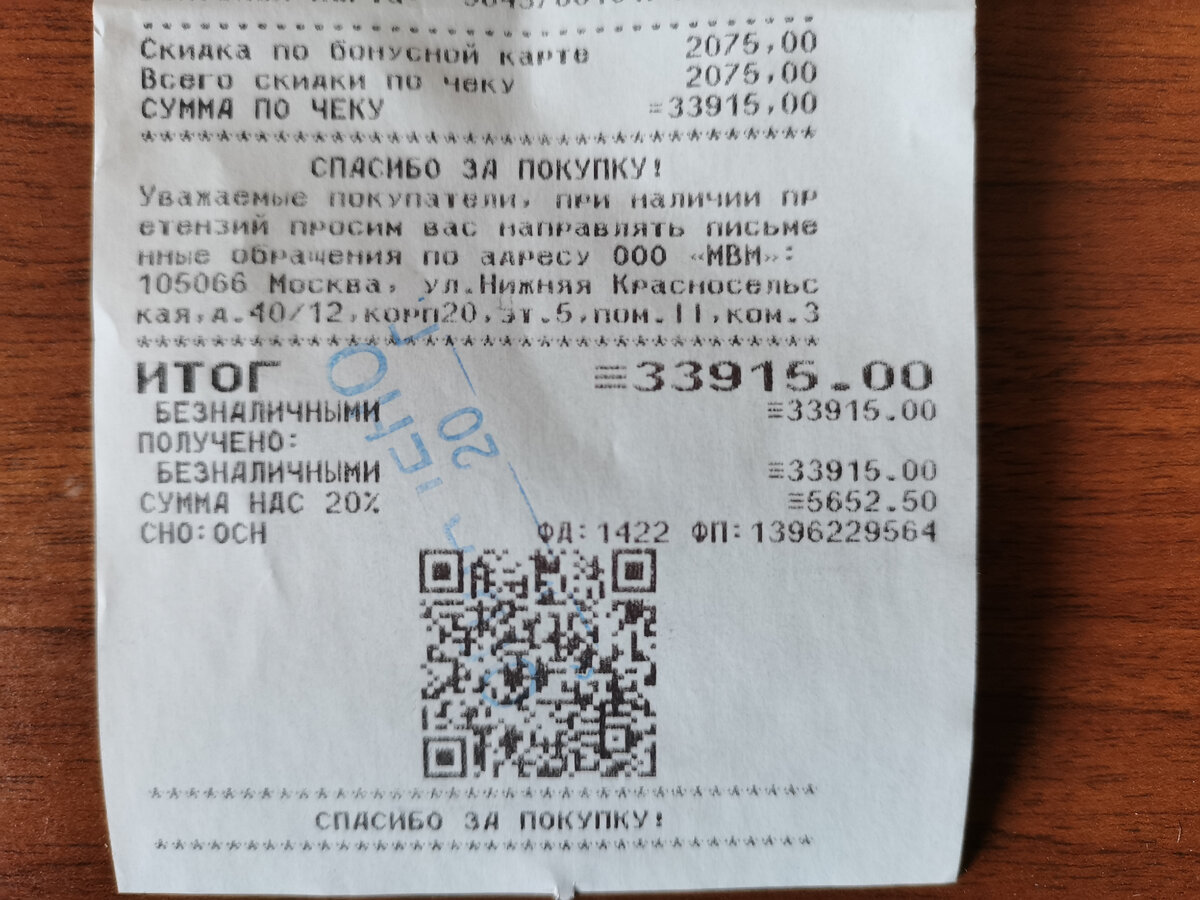 Скидка по бонусной карте 2075,00
Всего скидки по чеку 2075,00
СУММА ПО ЧЕКУ =33915,00
****************************************
СПАСИБО ЗА ПОКУПКУ!
Уважаемые покупатели, при наличии пр
етензий просим вас направлять письме
нные обращения по адресу ООО «МВМ»:
105066 Москва, ул.Нижняя Красносельс
кая,д.40/12,корп20,эт.5,пом.II,ком.3
****************************************
ИТОГ ≡33915.00
БЕЗНАЛИЧНЫМИ ≡33915.00
ПОЛУЧЕНО:
БЕЗНАЛИЧНЫМИ ≡33915.00
СУММА НДС 20% ≡5652.50
СНО:ОСН ФД:1422 ФП:1396229564
****************************************
СПАСИБО ЗА ПОКУПКУ!
****************************************